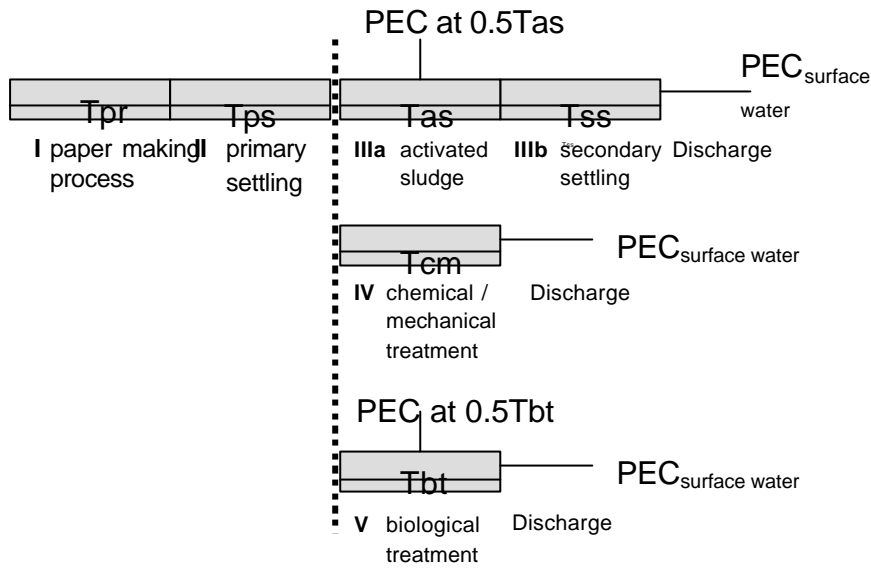 PEC at 0.5Tas
PEC surface water
Tpr Tps Tas Tss
I paper making process
II primary settling
IIIa activated sludge
IIIb secondary settling
Discharge
Tcm
PEC surface water
IV chemical / mechanical treatment
Discharge
PEC at 0.5Tbt
Tbt
PEC surface water
V biological treatment
Discharge